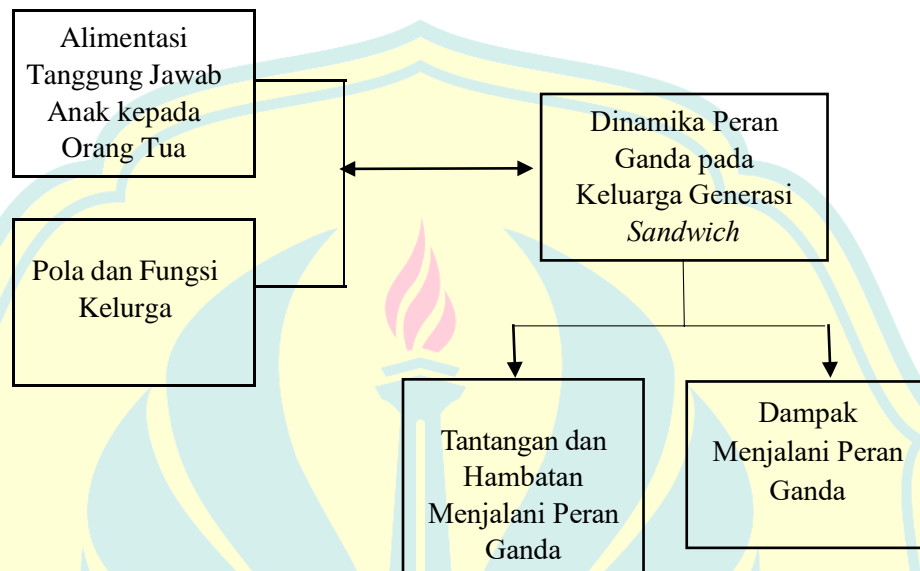 Alimentasi
Tanggung Jawab
Anak kepada
Orang Tua
Dinamika Peran
Ganda pada
Keluarga Generasi
Sandwich
Pola dan Fungsi
Kelurga
Tantangan dan
Hambatan
Menjalani Peran
Ganda
Dampak
Menjalani Peran
Ganda